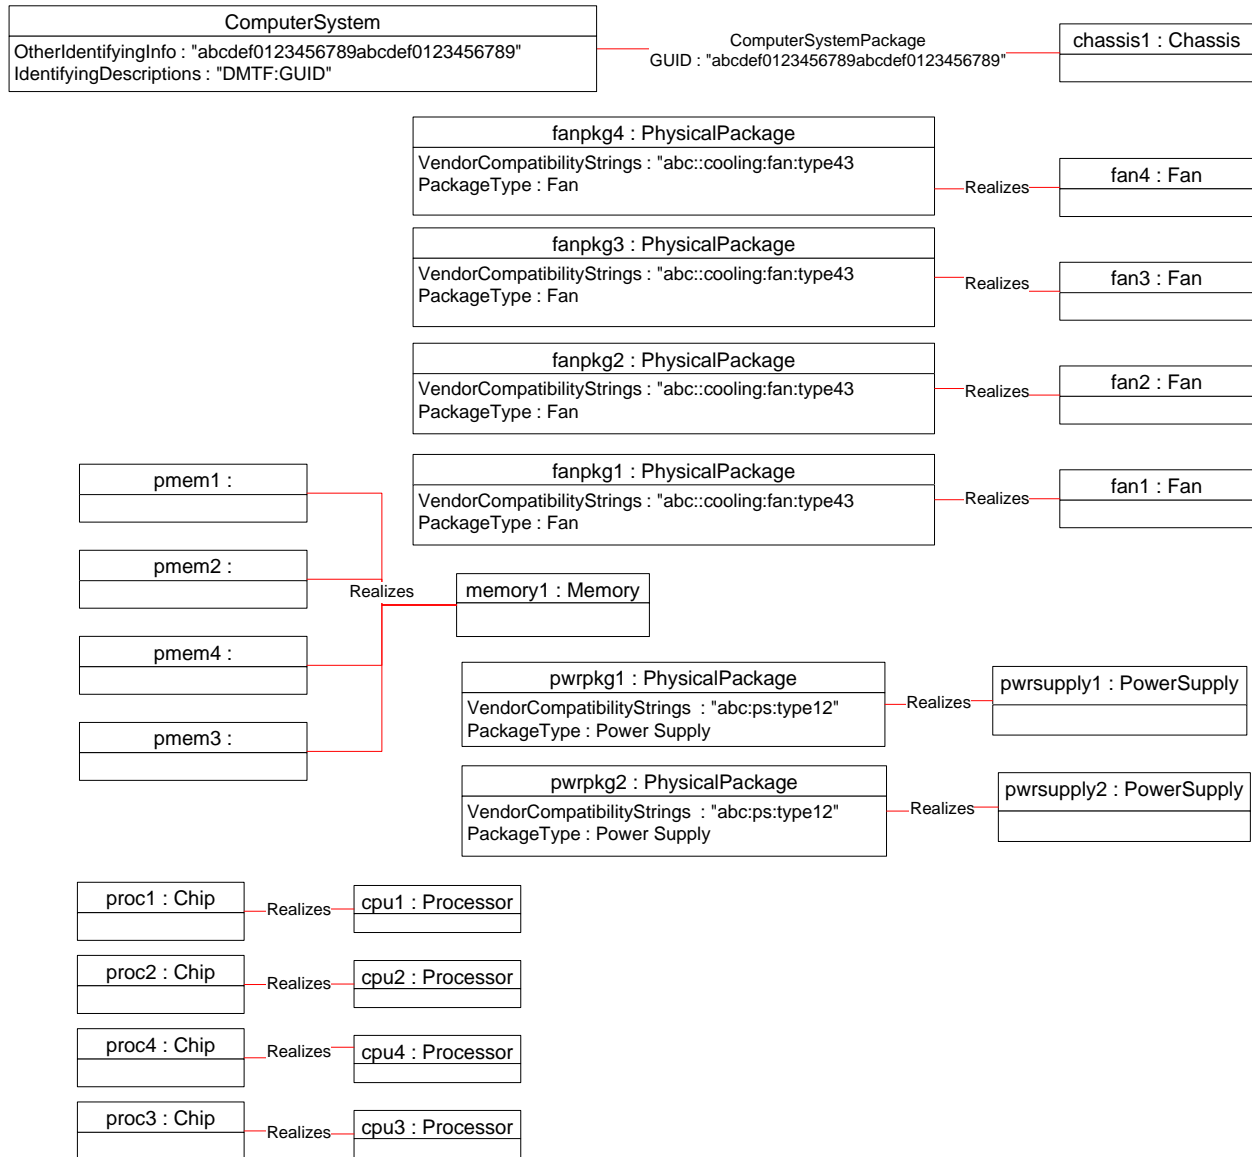 ComputerSystem
OtherIdentifyingInfo : "abcdef0123456789abcdef0123456789"
IdentifyingDescriptions : "DMTF:GUID"
ComputerSystemPackage
GUID : "abcdef0123456789abcdef0123456789"
chassis1 : Chassis
fanpkg4 : PhysicalPackage
VendorCompatibilityStrings : "abc::cooling:fan:type43
PackageType : Fan
Realizes
fan4 : Fan
fanpkg3 : PhysicalPackage
VendorCompatibilityStrings : "abc::cooling:fan:type43
PackageType : Fan
Realizes
fan3 : Fan
fanpkg2 : PhysicalPackage
VendorCompatibilityStrings : "abc::cooling:fan:type43
PackageType : Fan
Realizes
fan2 : Fan
fanpkg1 : PhysicalPackage
VendorCompatibilityStrings : "abc::cooling:fan:type43
PackageType : Fan
Realizes
fan1 : Fan
pmem1 :
pmem2 :
pmem4 :
pmem3 :
Realizes
memory1 : Memory
pwrpkg1 : PhysicalPackage
VendorCompatibilityStrings : "abc:ps:type12"
PackageType : Power Supply
Realizes
pwrsupply1 : PowerSupply
pwrpkg2 : PhysicalPackage
VendorCompatibilityStrings : "abc:ps:type12"
PackageType : Power Supply
Realizes
pwrsupply2 : PowerSupply
proc1 : Chip
Realizes
cpu1 : Processor
proc2 : Chip
Realizes
cpu2 : Processor
proc4 : Chip
Realizes
cpu4 : Processor
proc3 : Chip
Realizes
cpu3 : Processor